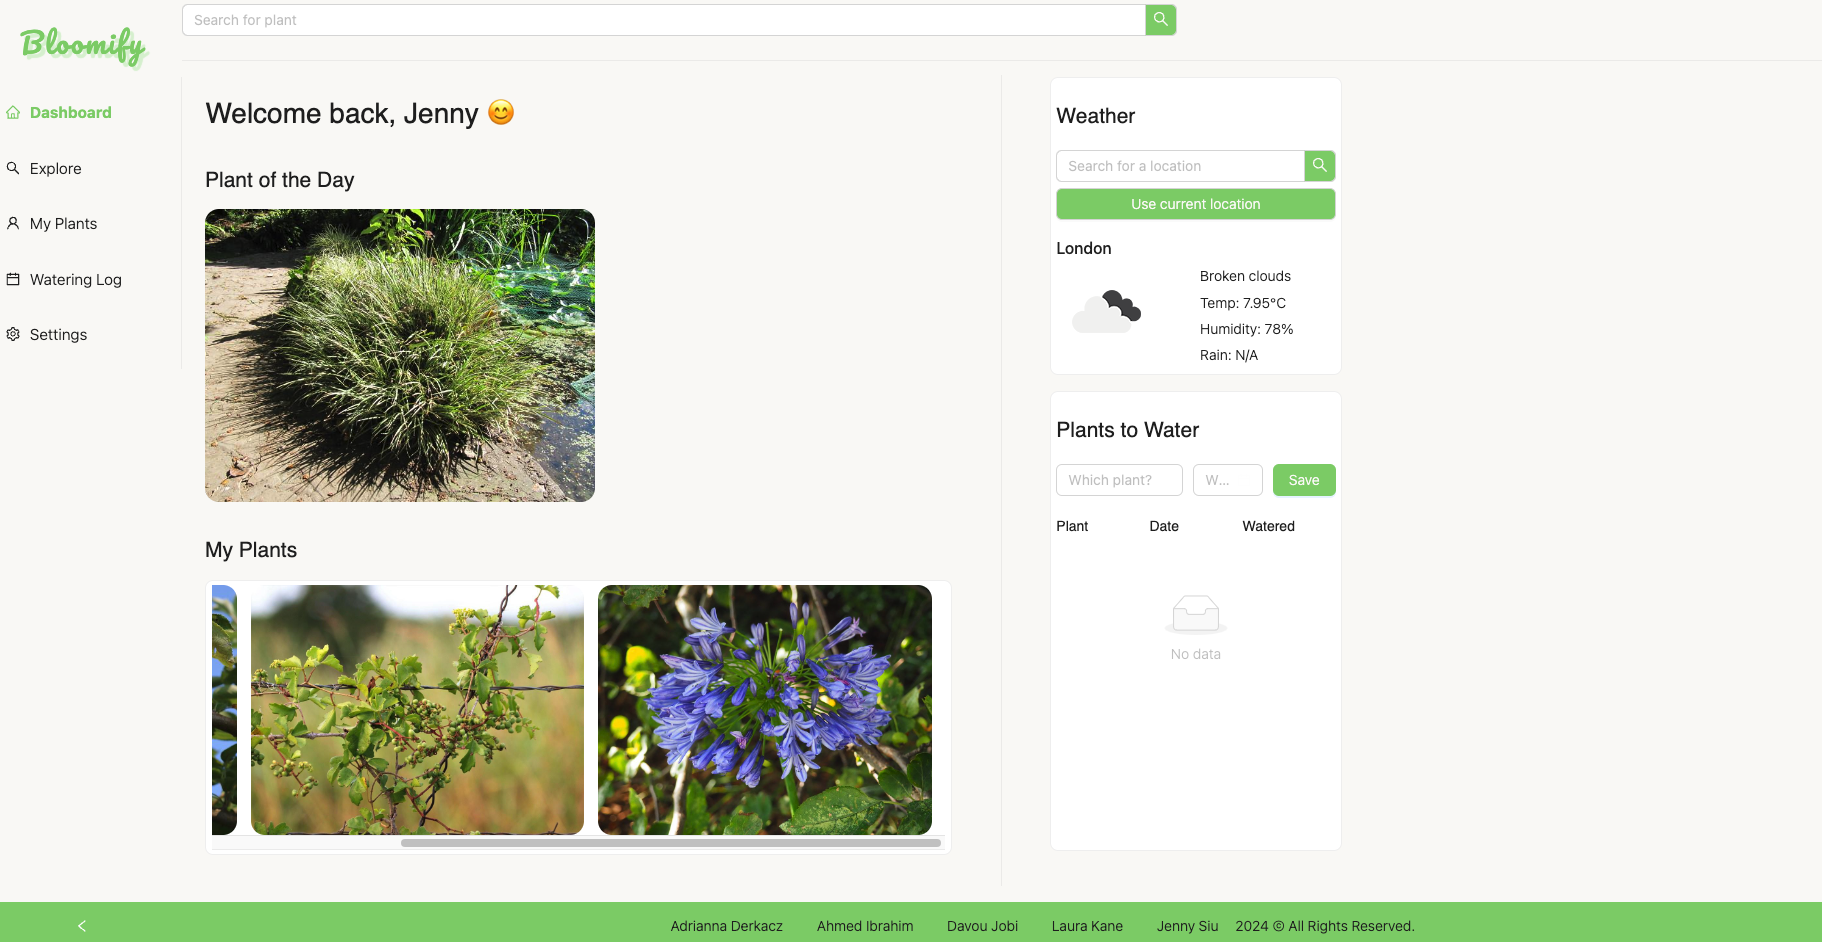 Bloomify
Search for plant
Dashboard
Explore
My Plants
Watering Log
Settings
Welcome back, Jenny 😊
Plant of the Day
My Plants
Weather
Search for a location
Use current location
London
Broken clouds
Temp: 7.95°C
Humidity: 78%
Rain: N/A
Plants to Water
Which plant? W... Save
Plant Date Watered
No data
Adrianna Derkacz Ahmed Ibrahim Davou Jobi Laura Kane Jenny Siu 2024 © All Rights Reserved.